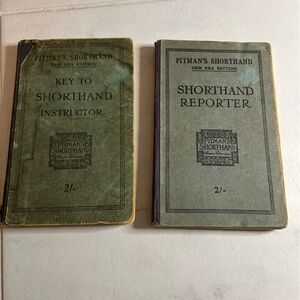 PITMAN'S SHORTHAND
NEW ERA EDITION
KEY TO
SHORTHAND
INSTRUCTOR
PITMAN'S
SHORTHAND
2/-
PITMAN'S SHORTHAND
NEW ERA EDITION
SHORTHAND
REPORTER
PITMAN'S
SHORTHAND
2/-